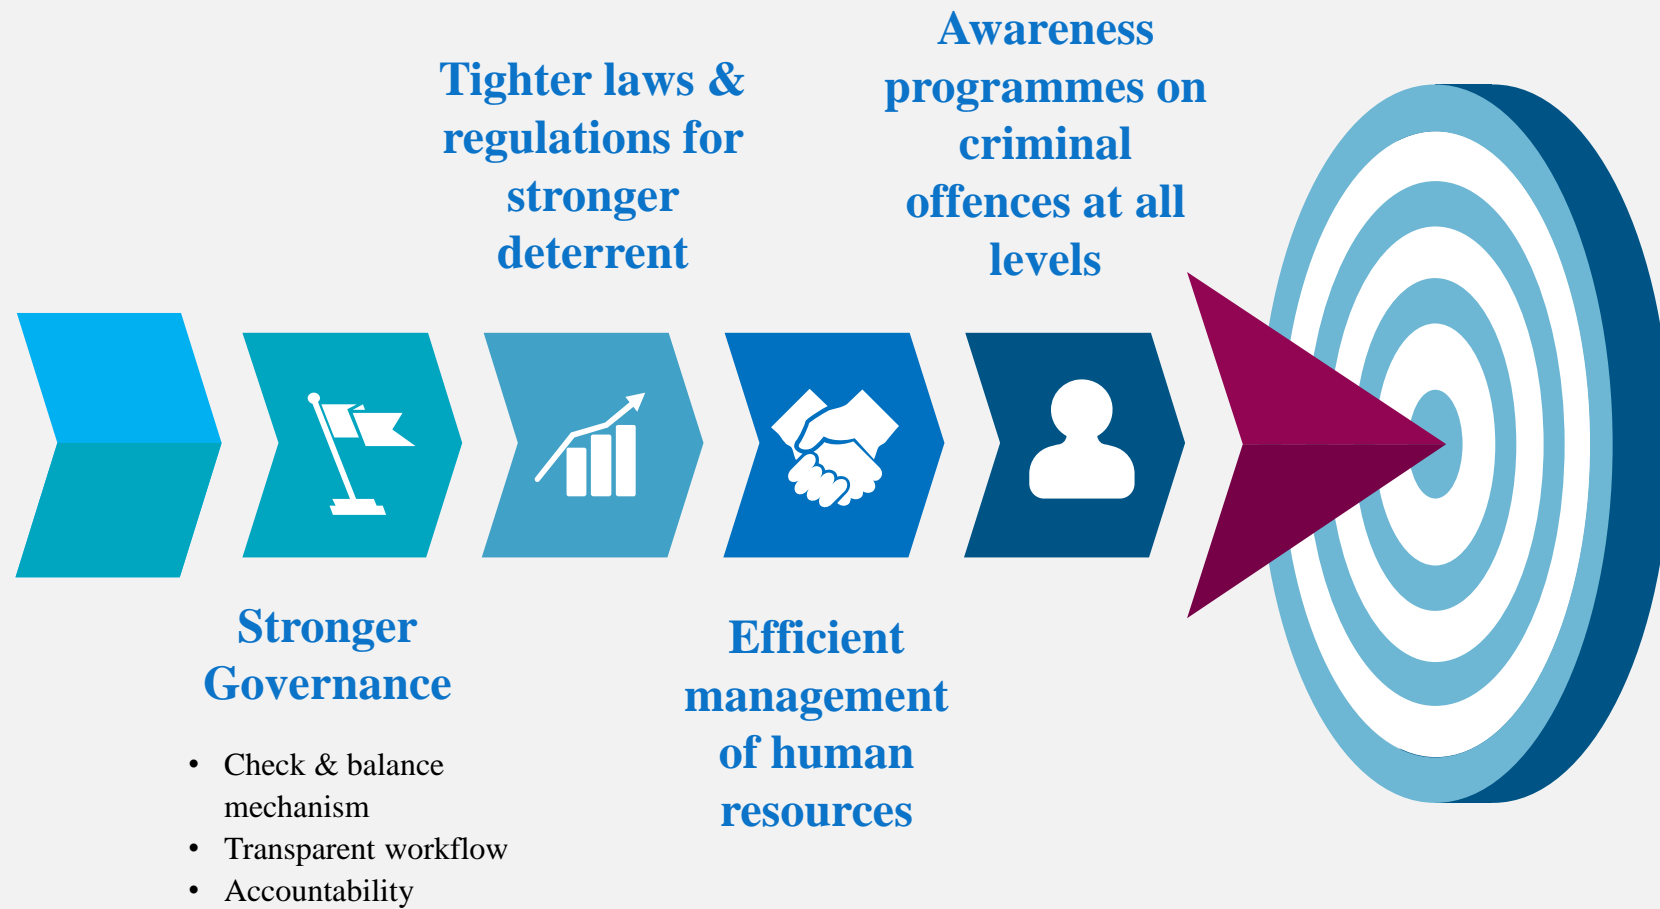 Stronger
Governance
• Check & balance
mechanism
• Transparent workflow
• Accountability
Tighter laws &
regulations for
stronger
deterrent
Efficient
management
of human
resources
Awareness
programmes on
criminal
offences at all
levels